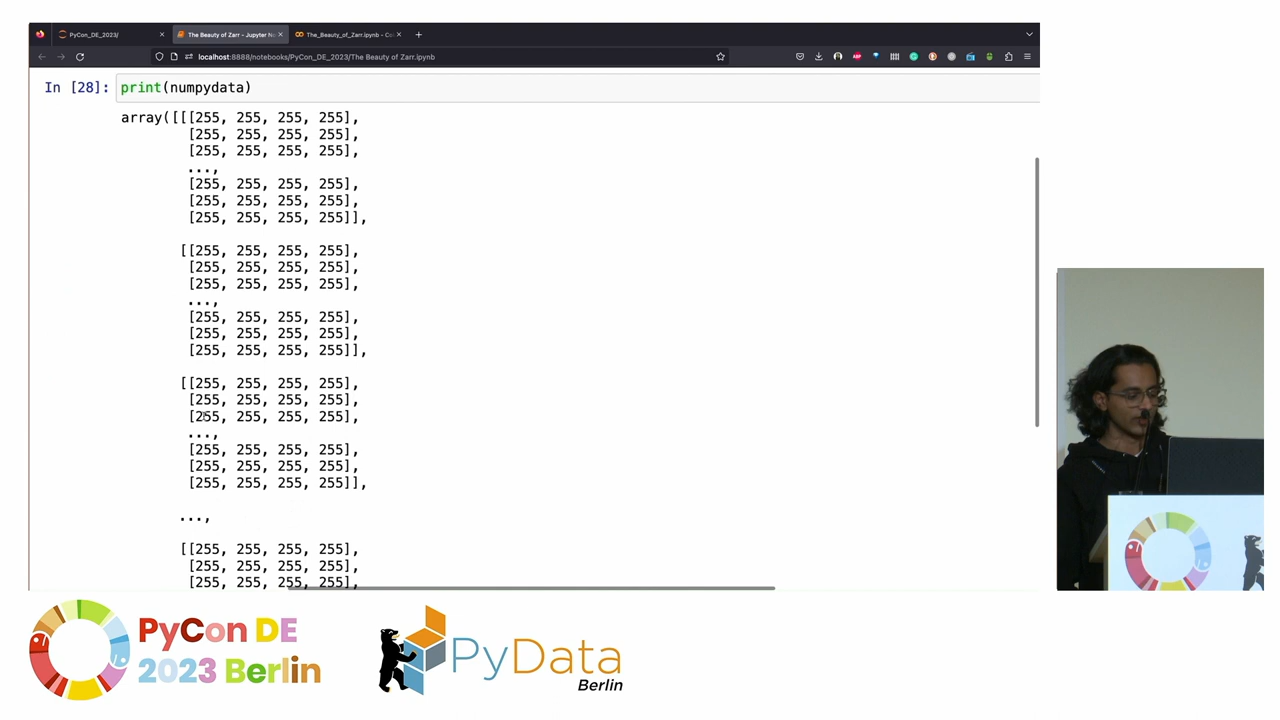 PyCon_DE_2023/
The Beauty of Zarr - Jupyter No
The_Beauty_of_Zarr.ipynb - Co
localhost:8888/notebooks/PyCon_DE_2023/The Beauty of Zarr.ipynb
In [28]: print(numpydata)
array([[[255, 255, 255, 255],
[255, 255, 255, 255],
[255, 255, 255, 255],
...,
[255, 255, 255, 255],
[255, 255, 255, 255],
[255, 255, 255, 255]],
[[255, 255, 255, 255],
[255, 255, 255, 255],
[255, 255, 255, 255],
...,
[255, 255, 255, 255],
[255, 255, 255, 255],
[255, 255, 255, 255]],
[[255, 255, 255, 255],
[255, 255, 255, 255],
[255, 255, 255, 255],
...,
[255, 255, 255, 255],
[255, 255, 255, 255],
[255, 255, 255, 255]],
...,
[[255, 255, 255, 255],
[255, 255, 255, 255],
[255, 255, 255, 255],
PyCon DE
2023 Berlin
PyData
Berlin